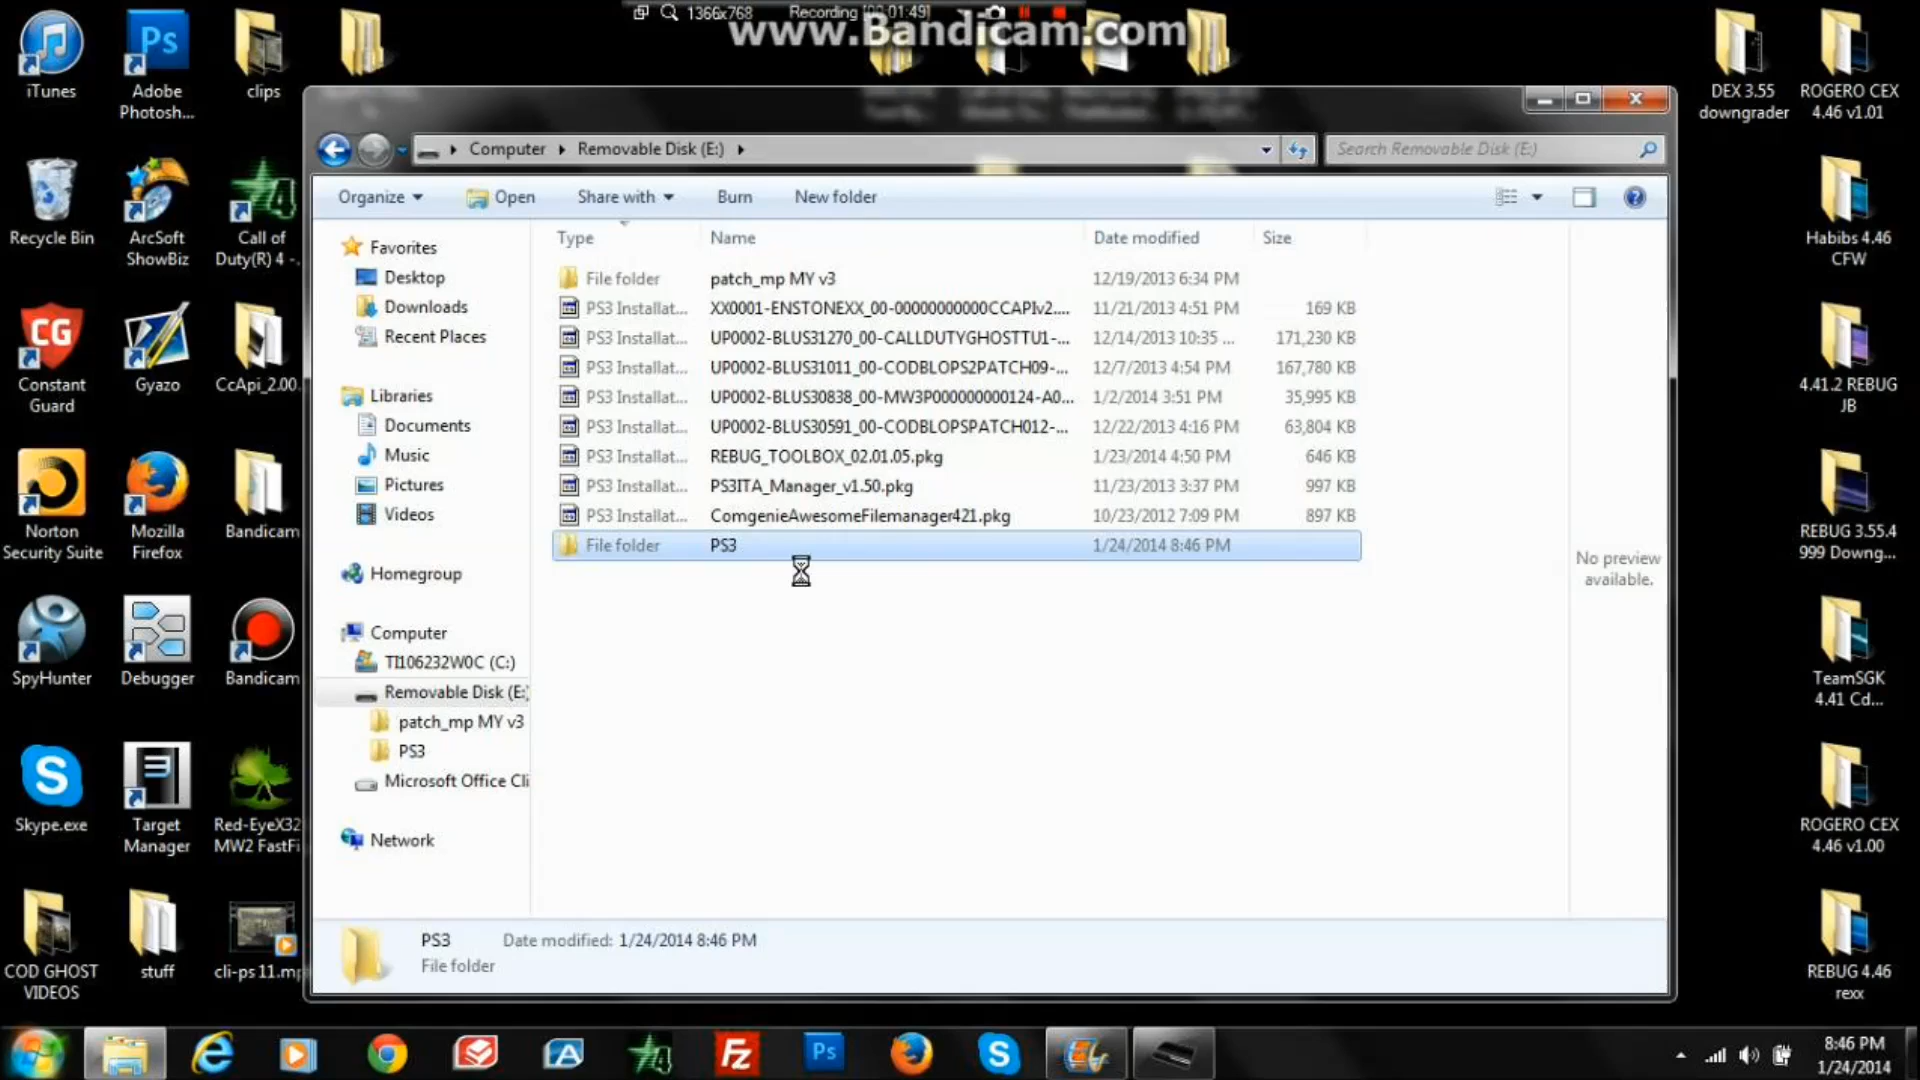 1366x768 Recording [00:01:49]
www.Bandicam.com
iTunes
Adobe
Photosh...
clips
DEX 3.55
downgrader
ROGERO CEX
4.46 v1.01
Recycle Bin
ArcSoft
ShowBiz
Call of
Duty(R) 4 -.
Habibs 4.46
CFW
Constant
Guard
Gyazo
CcApi_2.00.
4.41.2 REBUG
JB
Norton
Security Suite
Mozilla
Firefox
Bandicam
REBUG 3.55.4
999 Downg...
SpyHunter
Debugger
Bandicam
TeamSGK
4.41 Cd...
Skype.exe
Target
Manager
Red-EyeX32
MW2 FastFi
ROGERO CEX
4.46 v1.00
COD GHOST
VIDEOS
stuff
cli-ps 11.mp
REBUG 4.46
rexx
Computer Removable Disk (E:)
Search Removable Disk (E:)
Organize Open Share with Burn New folder
Favorites
Desktop
Downloads
Recent Places
Libraries
Documents
Music
Pictures
Videos
Homegroup
Computer
TI106232W0C (C:)
Removable Disk (E:)
patch_mp MY v3
PS3
Microsoft Office Cli
Network
Type Name Date modified Size
File folder patch_mp MY v3 12/19/2013 6:34 PM
PS3 Installat... XX0001-ENSTONEXX_00-00000000000CCAPIv2.... 11/21/2013 4:51 PM 169 KB
PS3 Installat... UP0002-BLUS31270_00-CALLDUTYGHOSTTU1-... 12/14/2013 10:35 ... 171,230 KB
PS3 Installat... UP0002-BLUS31011_00-CODBLOPS2PATCH09-... 12/7/2013 4:54 PM 167,780 KB
PS3 Installat... UP0002-BLUS30838_00-MW3P000000000124-A0... 1/2/2014 3:51 PM 35,995 KB
PS3 Installat... UP0002-BLUS30591_00-CODBLOPSPATCH012-... 12/22/2013 4:16 PM 63,804 KB
PS3 Installat... REBUG_TOOLBOX_02.01.05.pkg 1/23/2014 4:50 PM 646 KB
PS3 Installat... PS3ITA_Manager_v1.50.pkg 11/23/2013 3:37 PM 997 KB
PS3 Installat... ComgenieAwesomeFilemanager421.pkg 10/23/2012 7:09 PM 897 KB
File folder PS3 1/24/2014 8:46 PM
No preview
available.
PS3 Date modified: 1/24/2014 8:46 PM
File folder
8:46 PM
1/24/2014